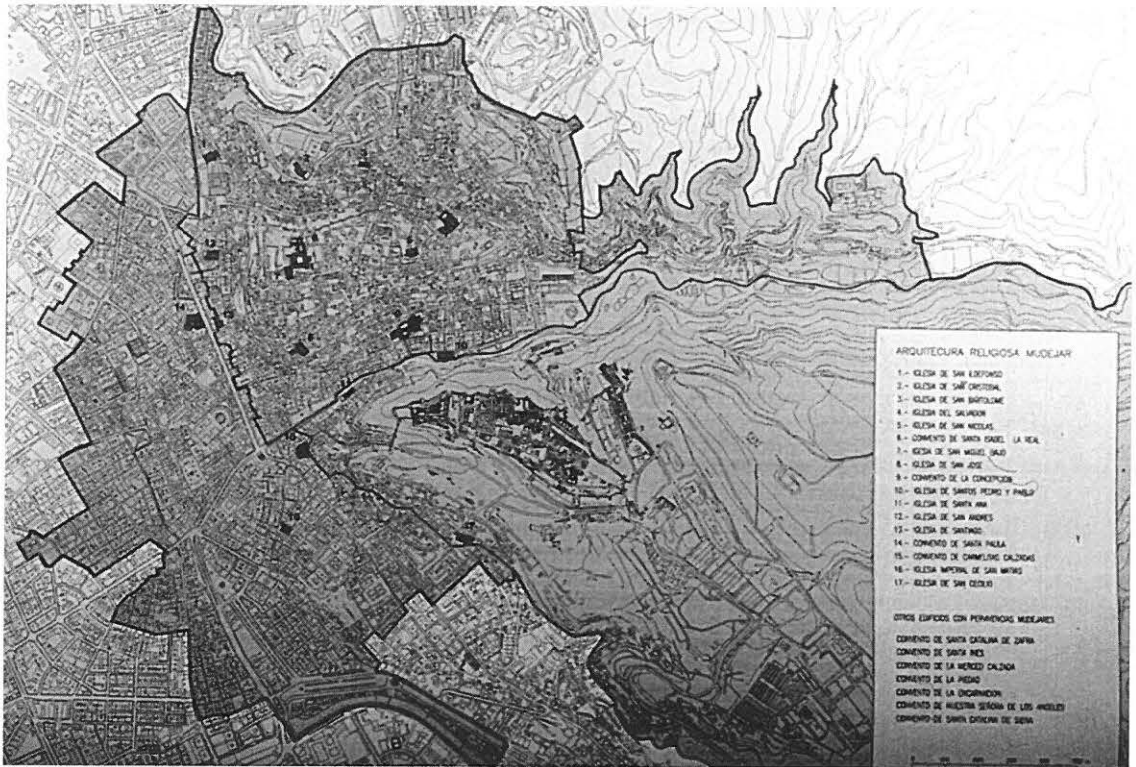 ARQUITECURA RELIGIOSA MUDEJAR
1.- IGLESIA DE SAN ILDEFONSO
2.- IGLESIA DE SAN CRISTOBAL
3.- IGLESIA DE SAN BARTOLOME
4.- IGLESIA DEL SALVADOR
5.- IGLESIA DE SAN NICOLAS
6.- CONVENTO DE SANTA ISABEL LA REAL
7.- IGESIA DE SAN MIGUEL BAJO
8.- IGLESIA DE SAN JOSE
9.- CONVENTO DE LA CONCEPCION
10.- IGLESIA DE SANTOS PEDRO Y PABLO
11.- IGLESIA DE SANTA ANA
12.- IGLESIA DE SAN ANDRES
13.- IGLESIA DE SANTIAGO
14.- CONVENTO DE SANTA PAULA
15.- CONVENTO DE CARMELITAS CALZADAS
16.- IGLESIA IMPERIAL DE SAN MATIAS
17.- IGLESIA DE SAN CECILIO
OTROS EDIFICIOS CON PERVIVENCIAS MUDEJARES
CONVENTO DE SANTA CATALINA DE ZAFRA
CONVENTO DE SANTA INES
CONVENTO DE LA MERCED CALZADA
CONVENTO DE LA PIEDAD
CONVENTO DE LA ENCARNACION
CONVENTO DE NUESTRA SEÑORA DE LOS ANGELES
CONVENTO DE SANTA CATALINA DE SIENA